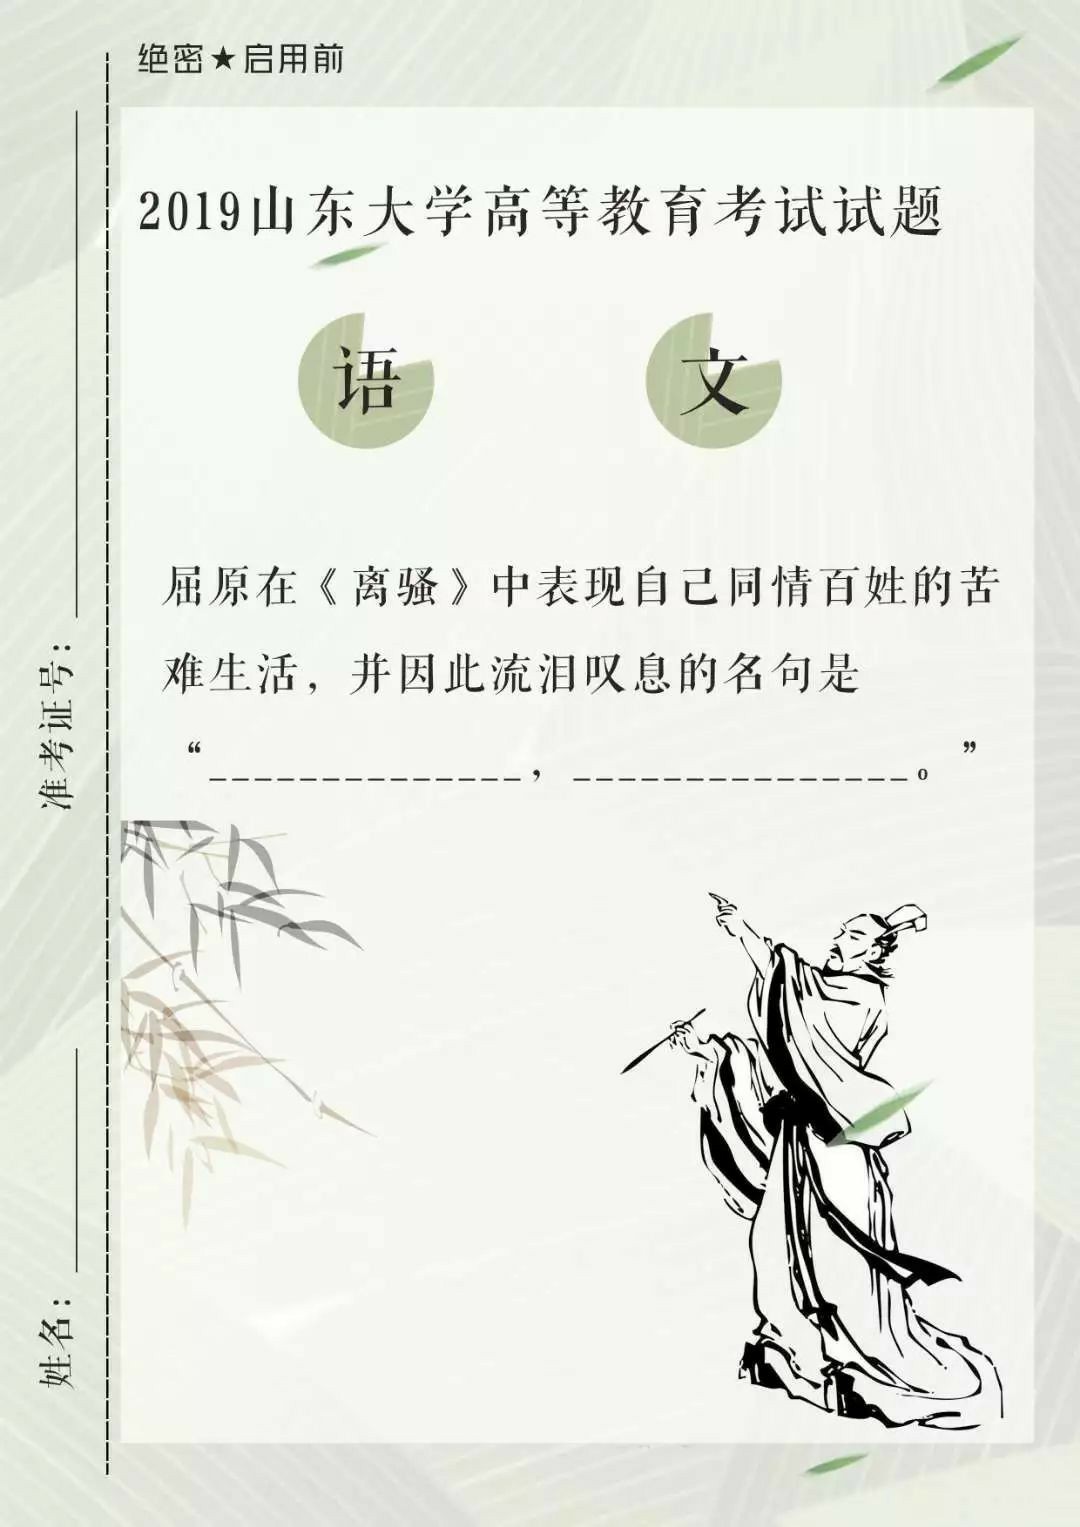 绝密★启用前
2019山东大学高等教育考试试题
语 文
屈原在《离骚》中表现自己同情百姓的苦
难生活，并因此流泪叹息的名句是
“______________，_______________。”
准考证号：
姓名：